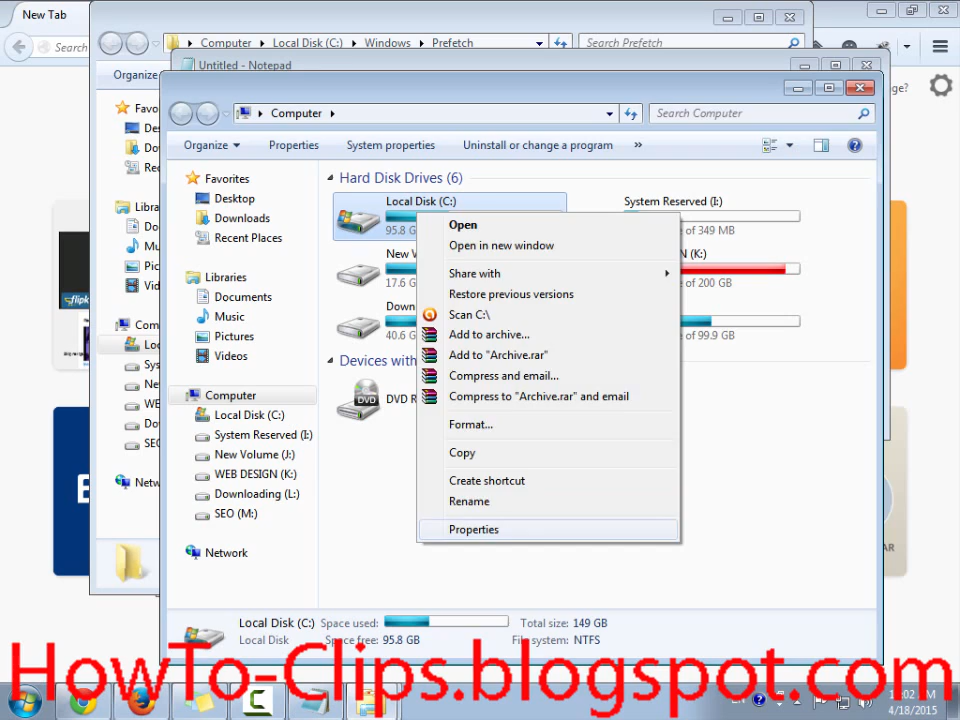 New Tab
Computer Local Disk (C:) Windows Prefetch
Search Prefetch
Search
Organize
Untitled - Notepad
Computer
Search Computer
Organize Properties System properties Uninstall or change a program »
Favorites
Desktop
Downloads
Recent Places
Libraries
Documents
Music
Pictures
Videos
Computer
Local Disk (C:)
System Reserved (I:)
New Volume (J:)
WEB DESIGN (K:)
Downloading (L:)
SEO (M:)
Network
Hard Disk Drives (6)
Local Disk (C:)
95.8 G
System Reserved (I:)
of 349 MB
New V
17.6 G
N (K:)
of 200 GB
Down
40.6 G
of 99.9 GB
Devices with
DVD
DVD R
Open
Open in new window
Share with
Restore previous versions
Scan C:\
Add to archive...
Add to "Archive.rar"
Compress and email...
Compress to "Archive.rar" and email
Format...
Copy
Create shortcut
Rename
Properties
Local Disk (C:) Space used: Total size: 149 GB
Local Disk Space free: 95.8 GB File system: NTFS
HowTo-Clips.blogspot.com
4/18/2015